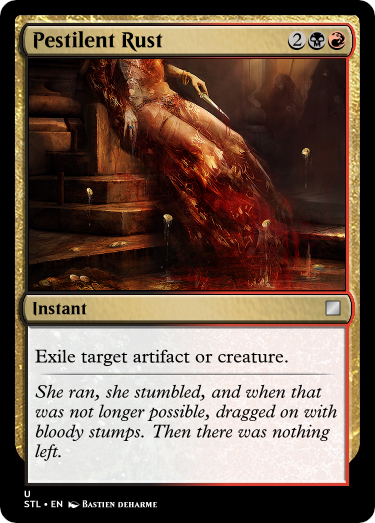 Pestilent Rust 2
Instant
Exile target artifact or creature.
She ran, she stumbled, and when that
was not longer possible, dragged on with
bloody stumps. Then there was nothing
left.
U
STL • EN Bastien deharme